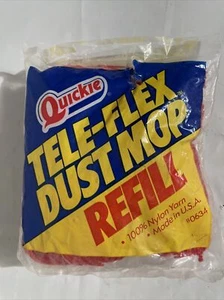 Quickie
TELE-FLEX
DUST MOP
REFILL
• 100% Nylon Yarn
• Made in U.S.A.
#0634